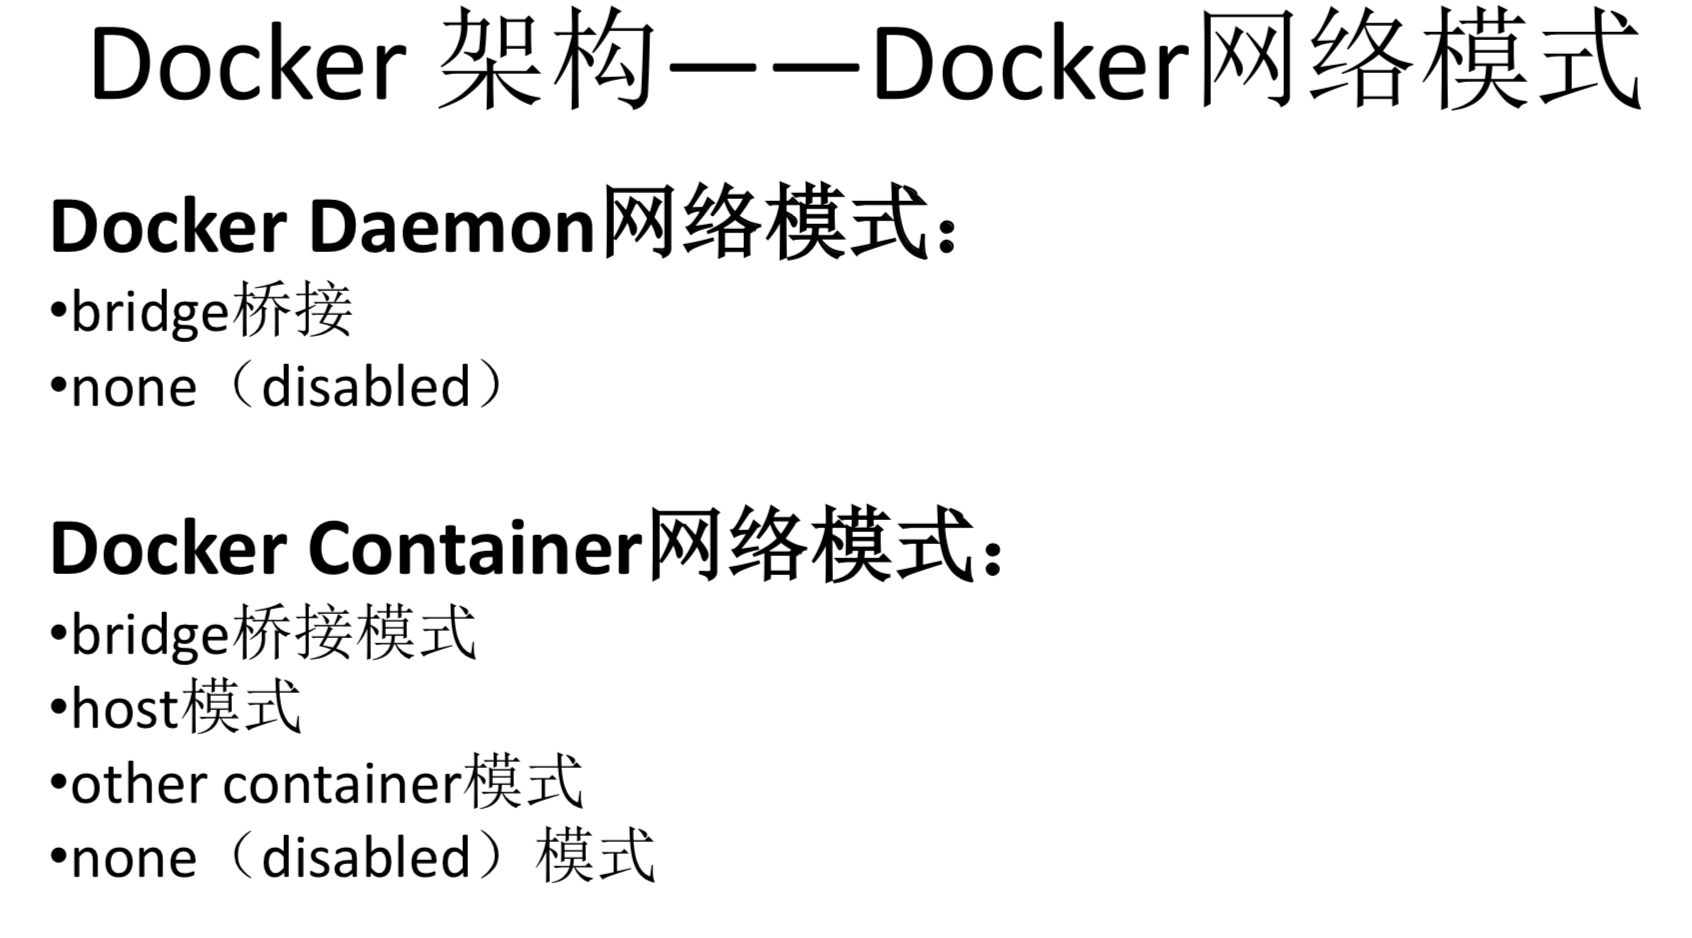 Docker 架构——Docker网络模式
Docker Daemon网络模式：
•bridge桥接
•none（disabled）
Docker Container网络模式：
•bridge桥接模式
•host模式
•other container模式
•none（disabled）模式